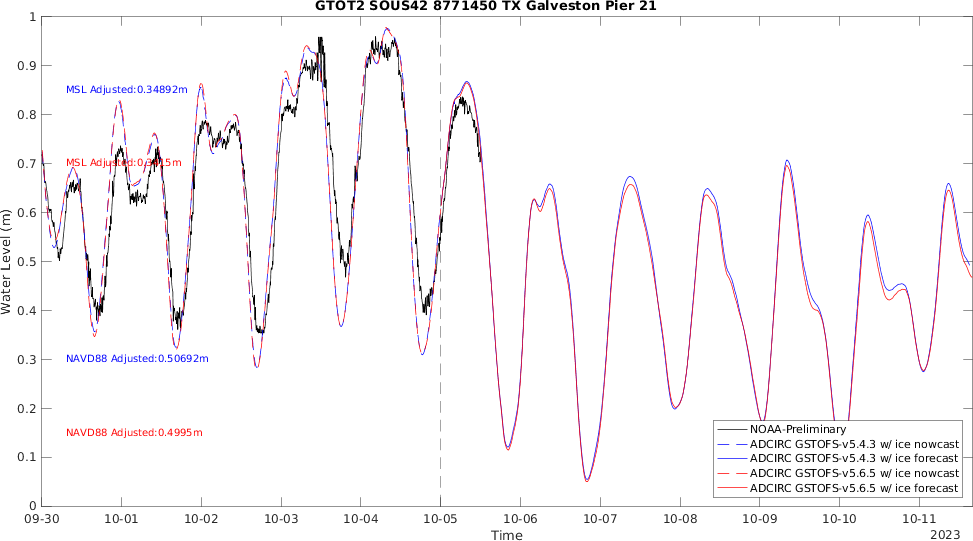 GTOT2 SOUS42 8771450 TX Galveston Pier 21
1
0.9
0.8
0.7
0.6
0.5
0.4
0.3
0.2
0.1
0
Water Level (m)
MSL Adjusted:0.34892m
MSL
NAVD88 Adjusted:0.50692m
NAVD88 Adjusted:0.4995m
NOAA-Preliminary
ADCIRC GSTOFS-v5.4.3 w/ ice nowcast
ADCIRC GSTOFS-v5.4.3 w/ ice forecast
ADCIRC GSTOFS-v5.6.5 w/ ice nowcast
ADCIRC GSTOFS-v5.6.5 w/ ice forecast
09-30 10-01 10-02 10-03 10-04 10-05 10-06 10-07 10-08 10-09 10-10 10-11
Time
2023